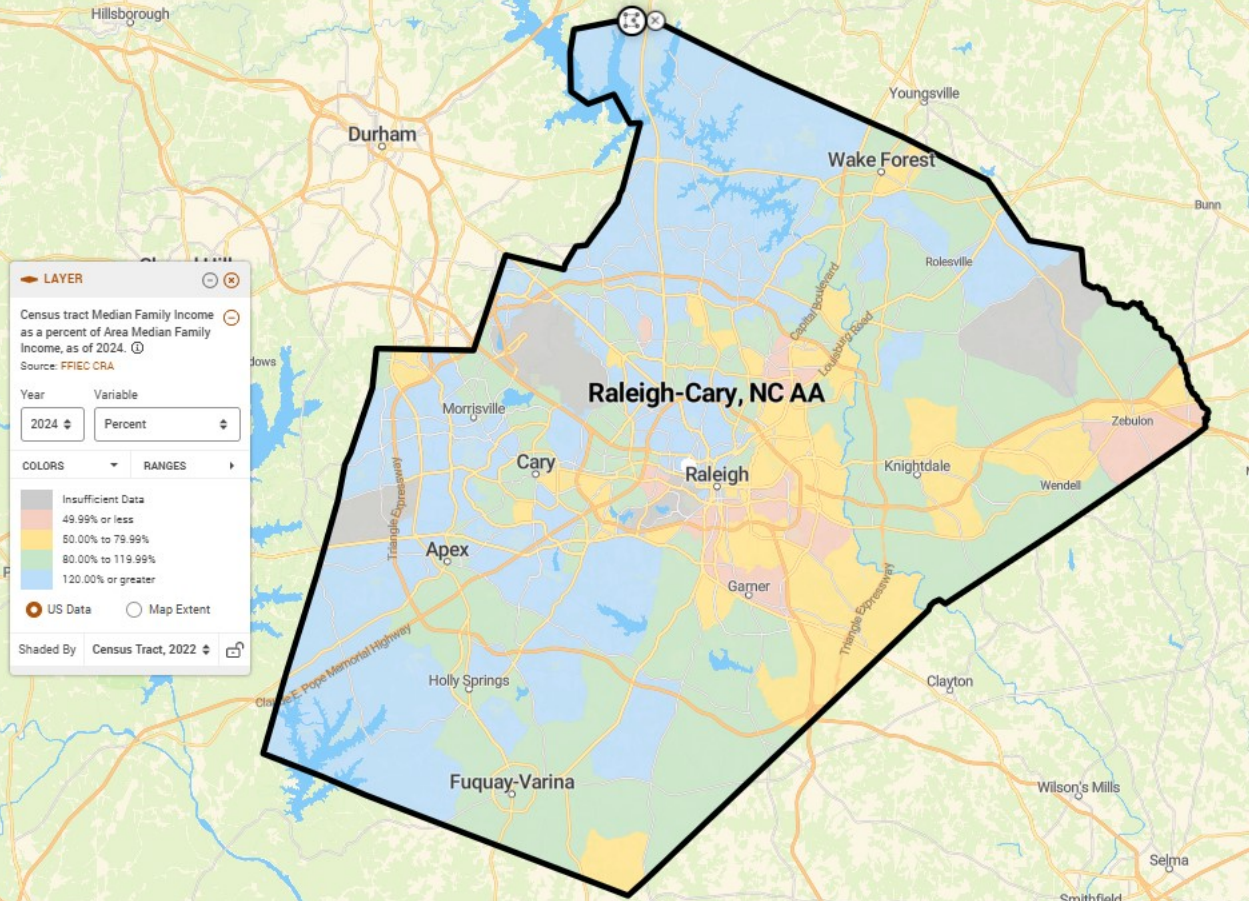 Hillsborough
Durham
Youngsville
Wake Forest
Bunn
Rolesville
Capital Boulevard
Louisburg Road
LAYER
Census tract Median Family Income
as a percent of Area Median Family
Income, as of 2024.
Source: FFIEC CRA
Year
Variable
2024
Percent
COLORS
RANGES
Insufficient Data
49.99% or less
50.00% to 79.99%
80.00% to 119.99%
120.00% or greater
US Data
Map Extent
Shaded By
Census Tract, 2022
Raleigh-Cary, NC AA
Morrisville
Zebulon
Cary
Raleigh
Knightdale
Wendell
Triangle Expressway
Apex
Garner
Triangle Expressway
Holly Springs
Clayton
Fuquay-Varina
Wilson's Mills
Selma
Smithfield